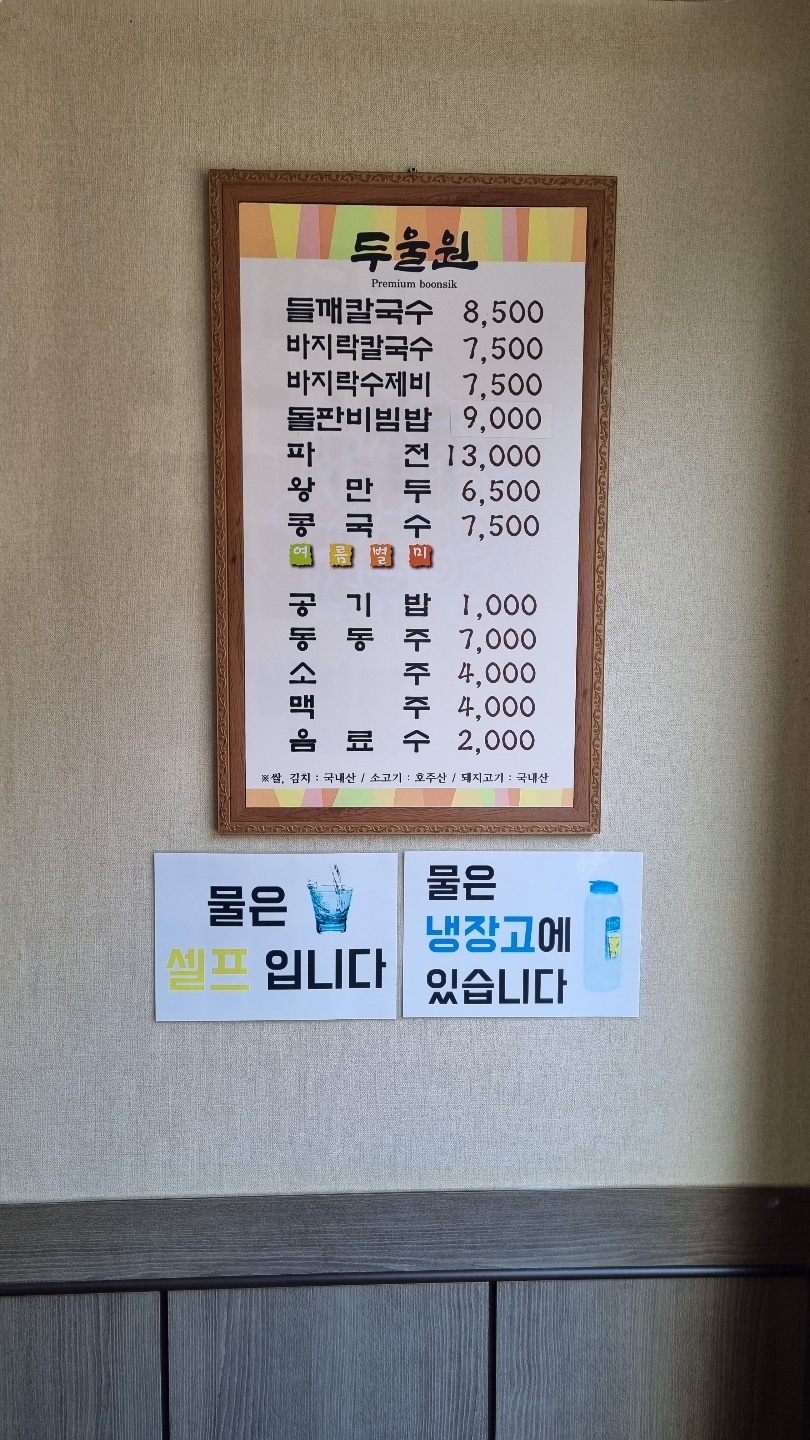 두울원
Premium boonsik
들깨칼국수 8,500
바지락칼국수 7,500
바지락수제비 7,500
돌판비빔밥 9,000
파 전 13,000
왕 만 두 6,500
콩 국 수 7,500
여 름 별 미
공 기 밥 1,000
동 동 주 7,000
소 주 4,000
맥 주 4,000
음 료 수 2,000
※쌀, 김치 : 국내산 / 소고기 : 호주산 / 돼지고기 : 국내산
물은
셀프 입니다
물은
냉장고에
있습니다